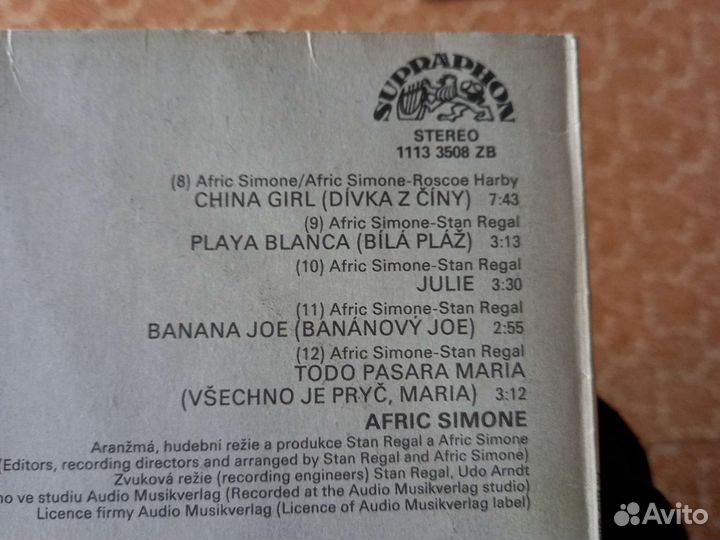 SUPRAPHON
STEREO
1113 3508 ZB
(8) Afric Simone/Afric Simone-Roscoe Harby
CHINA GIRL (DÍVKA Z ČÍNY) 7:43
(9) Afric Simone-Stan Regal
PLAYA BLANCA (BÍLÁ PLÁŽ) 3:13
(10) Afric Simone-Stan Regal
JULIE 3:30
(11) Afric Simone-Stan Regal
BANANA JOE (BANÁNOVÝ JOE) 2:55
(12) Afric Simone-Stan Regal
TODO PASARA MARIA
(VŠECHNO JE PRYČ, MARIA) 3:12
AFRIC SIMONE
Aranžmá, hudební režie a produkce Stan Regal a Afric Simone
(Editors, recording directors and arranged by Stan Regal and Afric Simone)
Zvuková režie (recording engineers) Stan Regal, Udo Arndt
no ve studiu Audio Musikverlag (Recorded at the Audio Musikverlag studio)
Licence firmy Audio Musikverlag (Licence of Audio Musikverlag label)
Avito